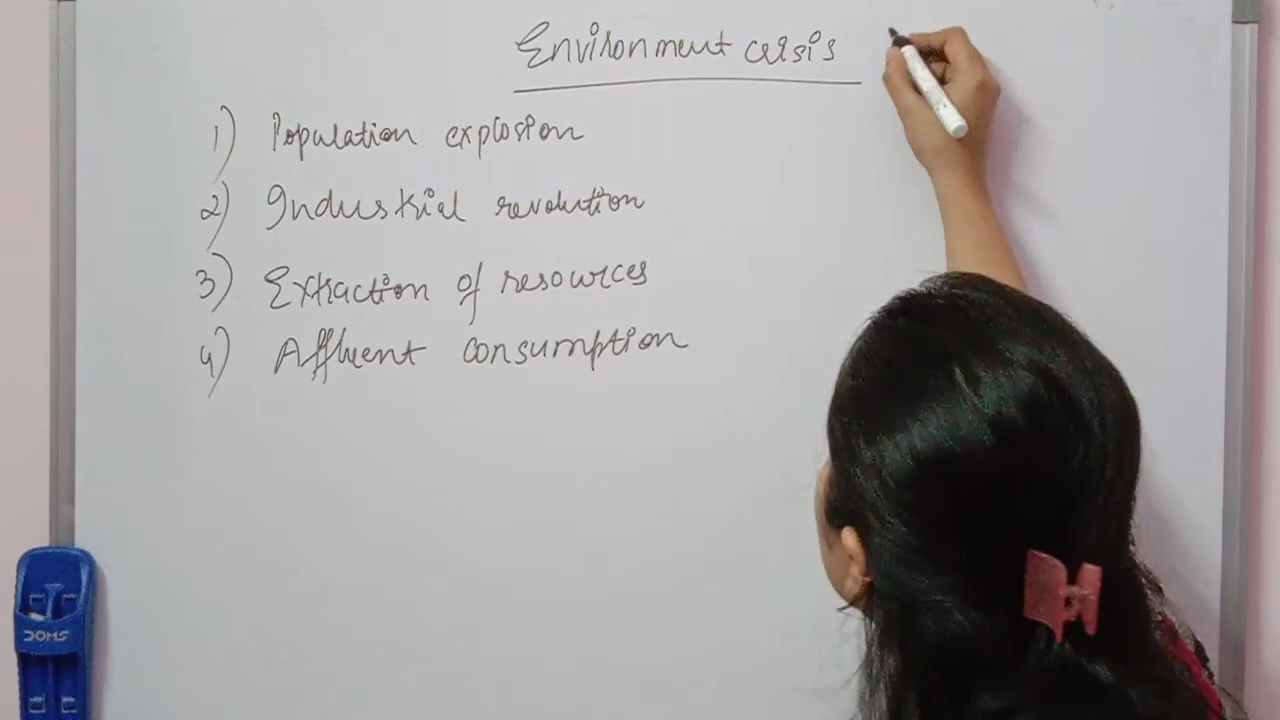 Environment crisis
1) Population explosion
2) Industrial revolution
3) Extraction of resources
4) Affluent consumption
DOMS